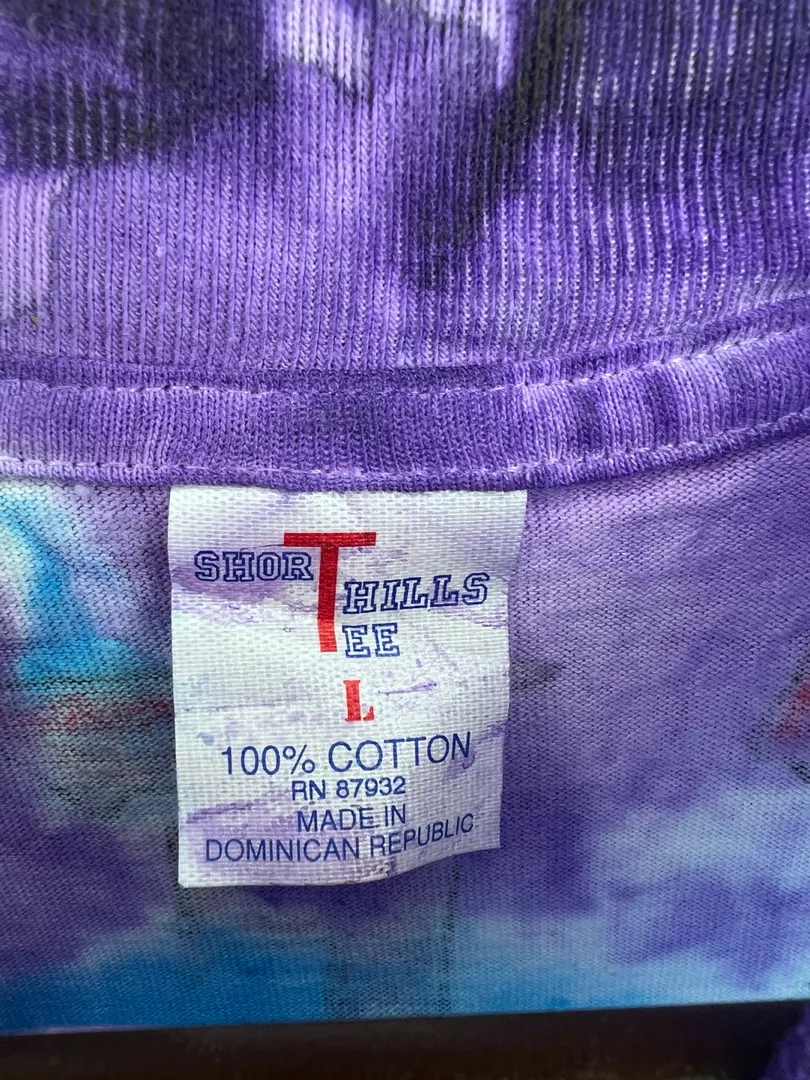 SHORT HILLS
TEE
L
100% COTTON
RN 87932
MADE IN
DOMINICAN REPUBLIC